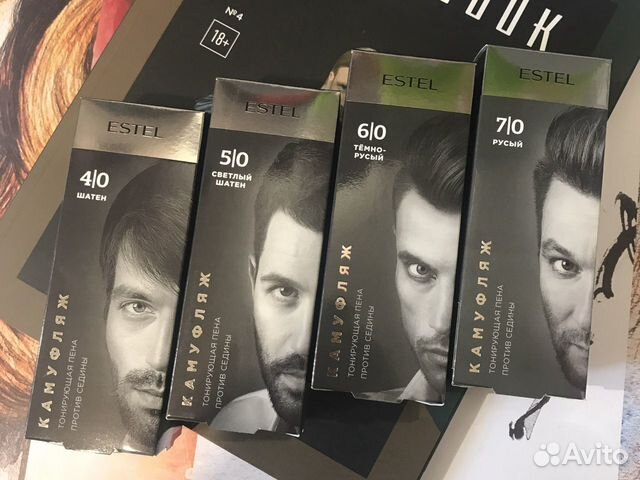 №4
18+
ESTEL
4|0
ШАТЕН
КАМУФЛЯЖ
ТОНИРУЮЩАЯ ПЕНА
ПРОТИВ СЕДИНЫ
ESTEL
5|0
СВЕТЛЫЙ
ШАТЕН
КАМУФЛЯЖ
ТОНИРУЮЩАЯ ПЕНА
ПРОТИВ СЕДИНЫ
ESTEL
6|0
ТЁМНО-
РУСЫЙ
КАМУФЛЯЖ
ТОНИРУЮЩАЯ ПЕНА
ПРОТИВ СЕДИНЫ
ESTEL
7|0
РУСЫЙ
КАМУФЛЯЖ
ТОНИРУЮЩАЯ ПЕНА
ПРОТИВ СЕДИНЫ
Avito